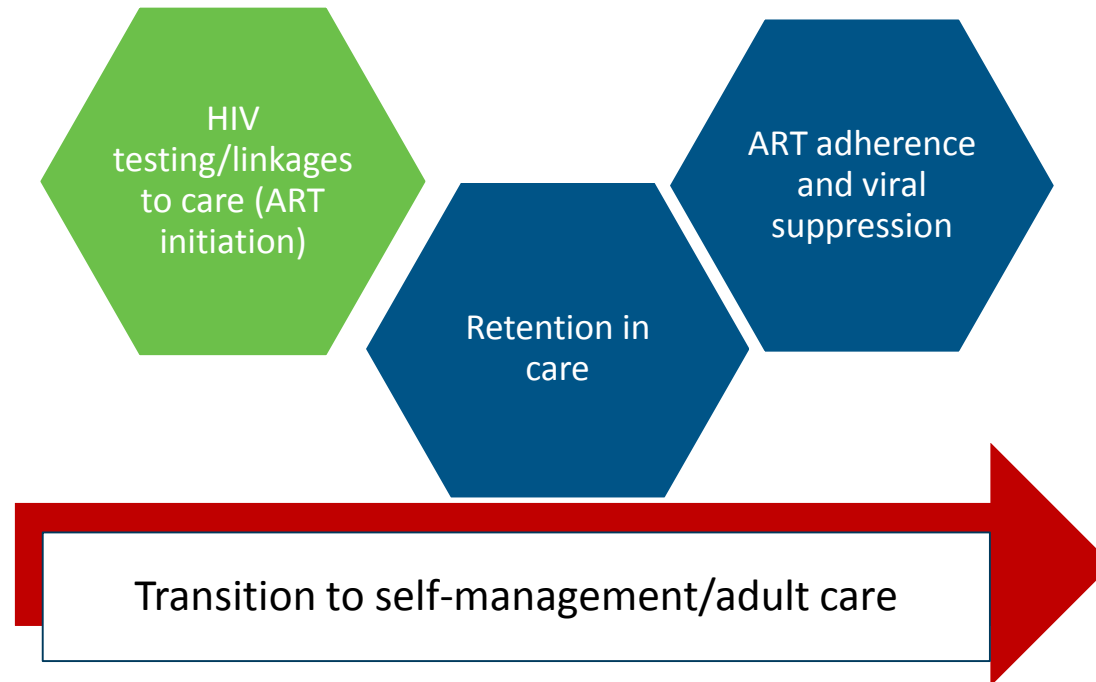 HIV
testing/linkages
to care (ART
initiation)
Retention in
care
ART adherence
and viral
suppression
Transition to self-management/adult care